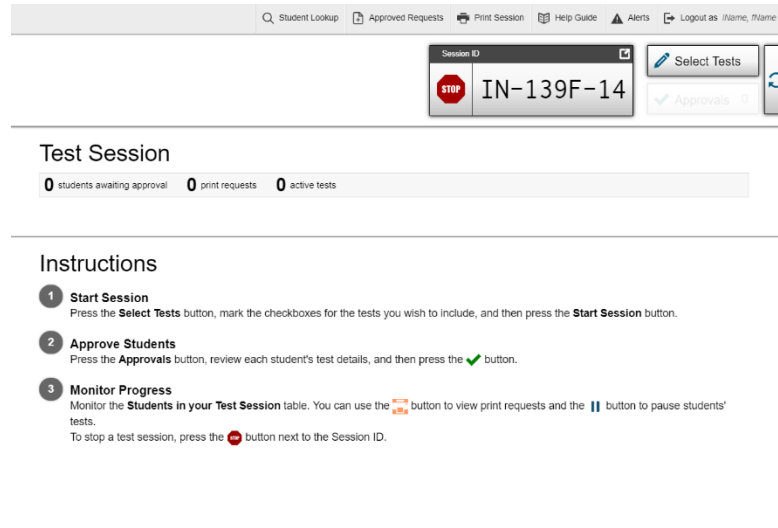 Student Lookup Approved Requests Print Session Help Guide Alerts Logout as lName, fName
Session ID
STOP IN-139F-14
Select Tests
Approvals 0
Test Session
0 students awaiting approval 0 print requests 0 active tests
Instructions
1 Start Session
Press the Select Tests button, mark the checkboxes for the tests you wish to include, and then press the Start Session button.
2 Approve Students
Press the Approvals button, review each student's test details, and then press the button.
3 Monitor Progress
Monitor the Students in your Test Session table. You can use the button to view print requests and the button to pause students'
tests.
To stop a test session, press the STOP button next to the Session ID.